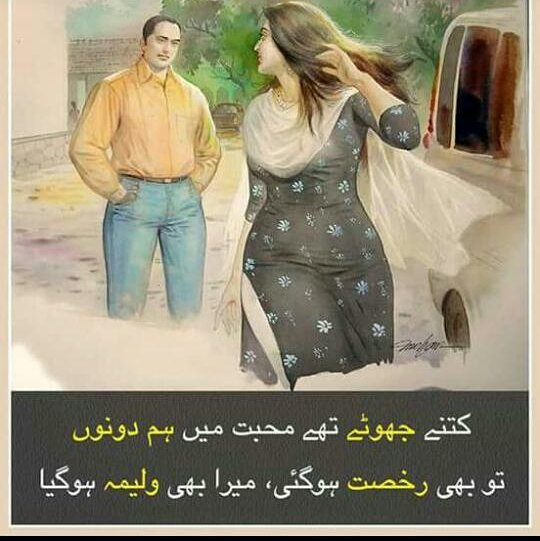 کتنے جھوٹے تھے محبت میں ہم دونوں
تو بھی رخصت ہوگئی، میرا بھی ولیمہ ہوگیا